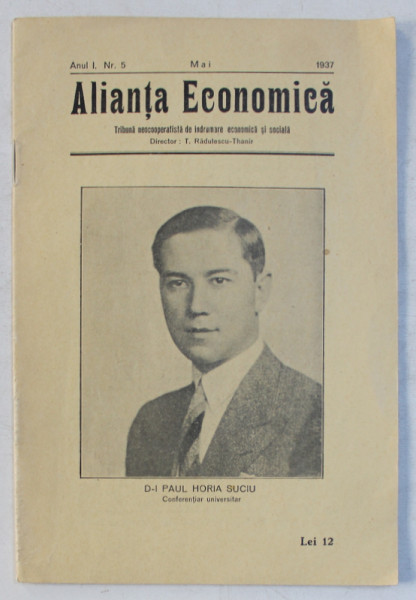 Anul I, Nr. 5 Mai 1937
Alianța Economică
Tribună neocooperatistă de îndrumare economică și socială
Director : T. Rădulescu-Thanir
D-l PAUL HORIA SUCIU
Conferențiar universitar
Lei 12